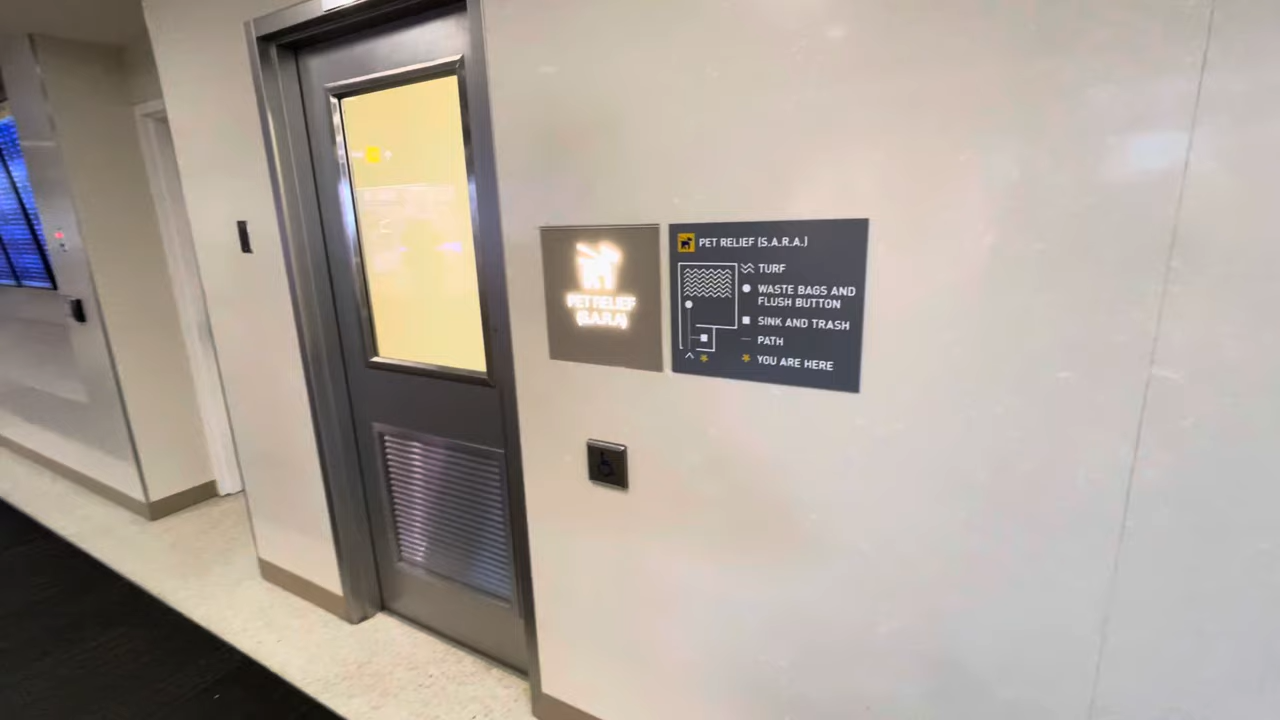 PET RELIEF
(S.A.R.A)
PET RELIEF (S.A.R.A.)
TURF
WASTE BAGS AND
FLUSH BUTTON
SINK AND TRASH
PATH
YOU ARE HERE